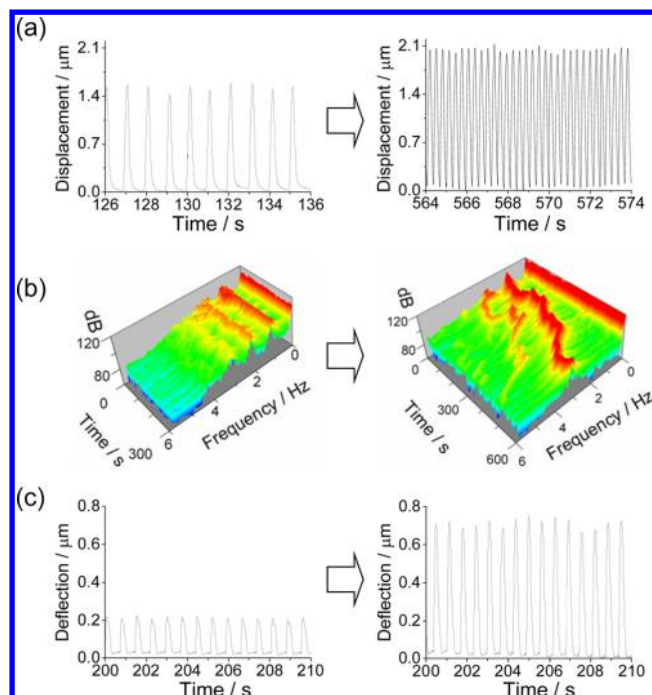 (a)
2.1
1.4
0.7
0.0
Displacement / μm
126 128 130 132 134 136
Time / s
2.1
1.4
0.7
0.0
Displacement / μm
564 566 568 570 572 574
Time / s
(b)
dB
120
80
0
Time / s
300
6
4
2
0
Frequency / Hz
dB
120
80
0
300
Time / s
600
6
4
2
0
Frequency / Hz
(c)
0.8
0.6
0.4
0.2
0.0
Deflection / μm
200 202 204 206 208 210
Time / s
0.8
0.6
0.4
0.2
0.0
Deflection / μm
200 202 204 206 208 210
Time / s